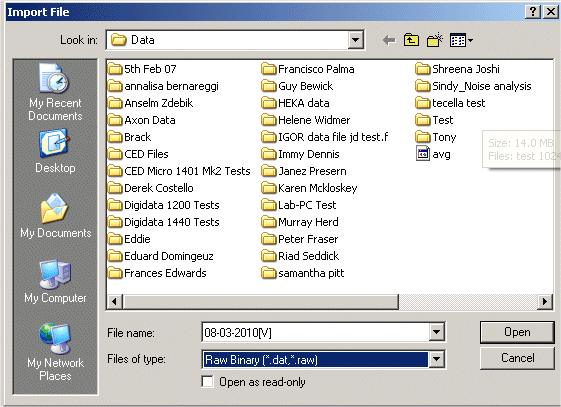 Import File
Look in: Data
My Recent
Documents
Desktop
My Documents
My Computer
My Network
Places
5th Feb 07
annalisa bernareggi
Anselm Zdebik
Axon Data
Brack
CED Files
CED Micro 1401 Mk2 Tests
Derek Costello
Digidata 1200 Tests
Digidata 1440 Tests
Eddie
Eduard Domingeuz
Frances Edwards
Francisco Palma
Guy Bewick
HEKA data
Helene Widmer
IGOR data file jd test.f
Immy Dennis
Janez Presern
Karen Mckloskey
Lab-PC Test
Murray Herd
Peter Fraser
Riad Seddick
samantha pitt
Shreena Joshi
Sindy_Noise analysis
tecella test
Test
Tony
avg
Size: 14.0 MB
Files: test 1024
File name: 08-03-2010[V] Open
Files of type: Raw Binary (*.dat,*.raw) Cancel
Open as read-only